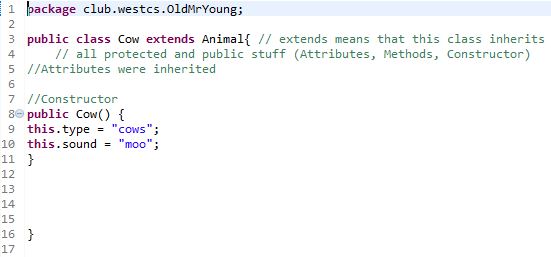 1 package club.westcs.OldMrYoung;
2
3 public class Cow extends Animal{ // extends means that this class inherits
4     // all protected and public stuff (Attributes, Methods, Constructor)
5 //Attributes were inherited
6
7 //Constructor
8 public Cow() {
9 this.type = "cows";
10 this.sound = "moo";
11 }
12
13
14
15
16 }
17